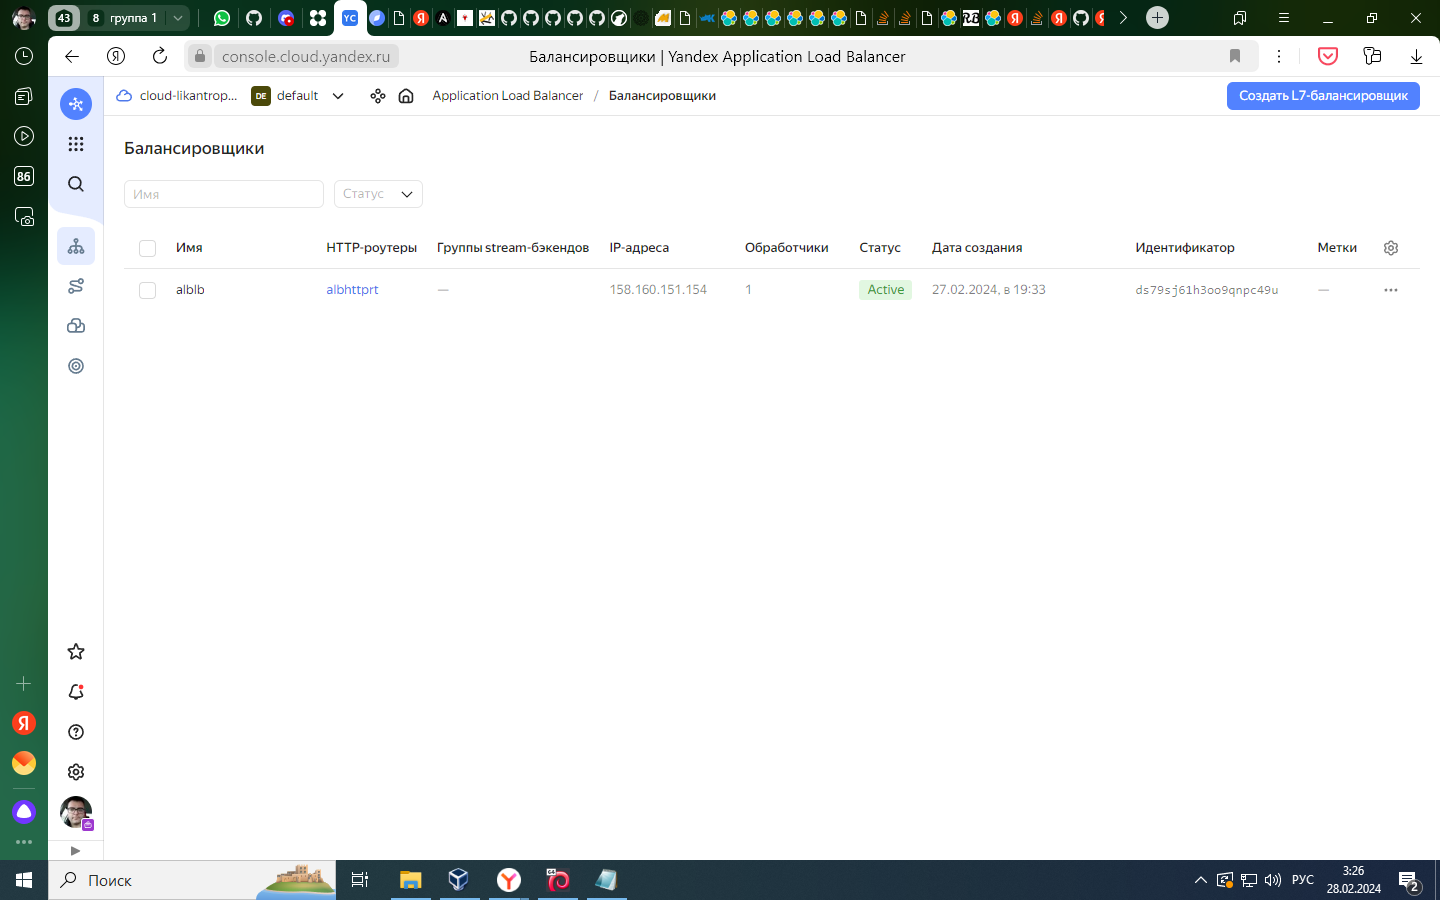 43
8 группа 1
YC
console.cloud.yandex.ru
Балансировщики | Yandex Application Load Balancer
86
cloud-likantrop...
DE default
Application Load Balancer / Балансировщики
Создать L7-балансировщик
Балансировщики
Имя
Статус
Имя HTTP-роутеры Группы stream-бэкендов IP-адреса Обработчики Статус Дата создания Идентификатор Метки
alblb albhttprt — 158.160.151.154 1 Active 27.02.2024, в 19:33 ds79sj61h3oo9qnpc49u —
Поиск
РУС
3:26
28.02.2024
2